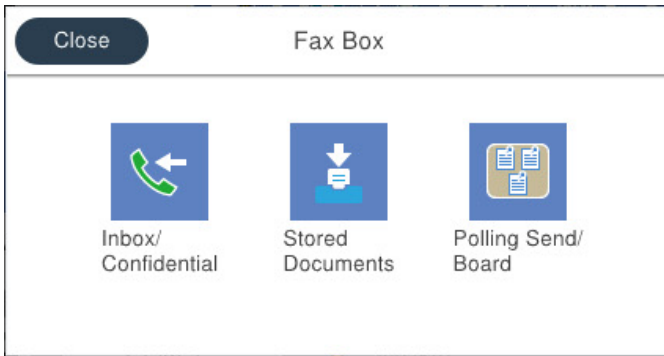 Close
Fax Box
Inbox/
Confidential
Stored
Documents
Polling Send/
Board